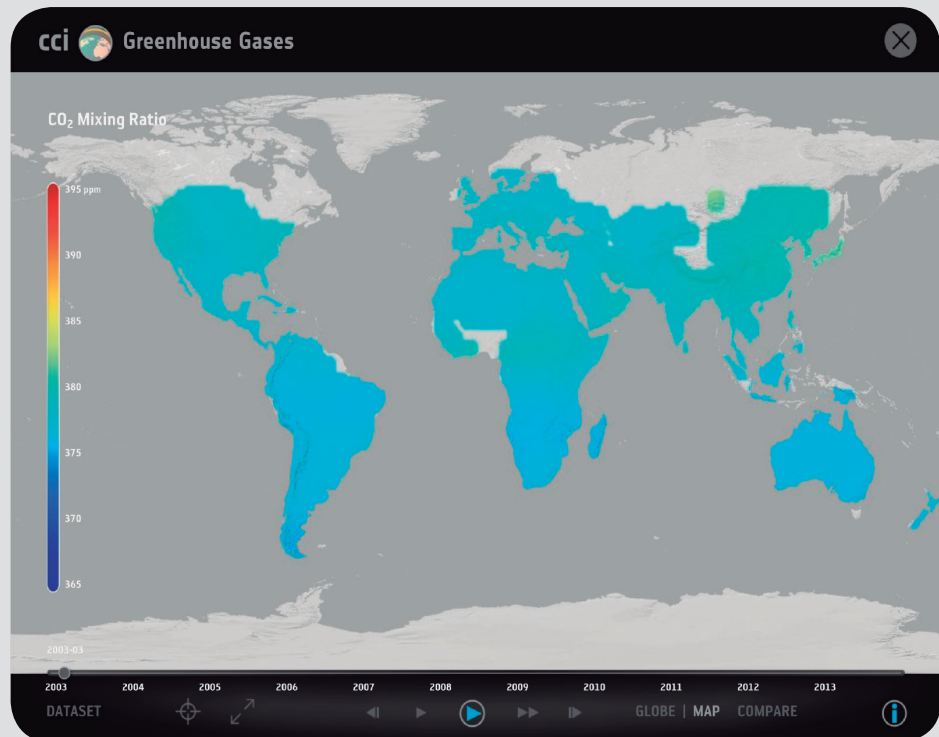 cci Greenhouse Gases
CO₂ Mixing Ratio
395 ppm
390
385
380
375
370
365
2003-03
2003 2004 2005 2006 2007 2008 2009 2010 2011 2012 2013
DATASET GLOBE | MAP COMPARE i